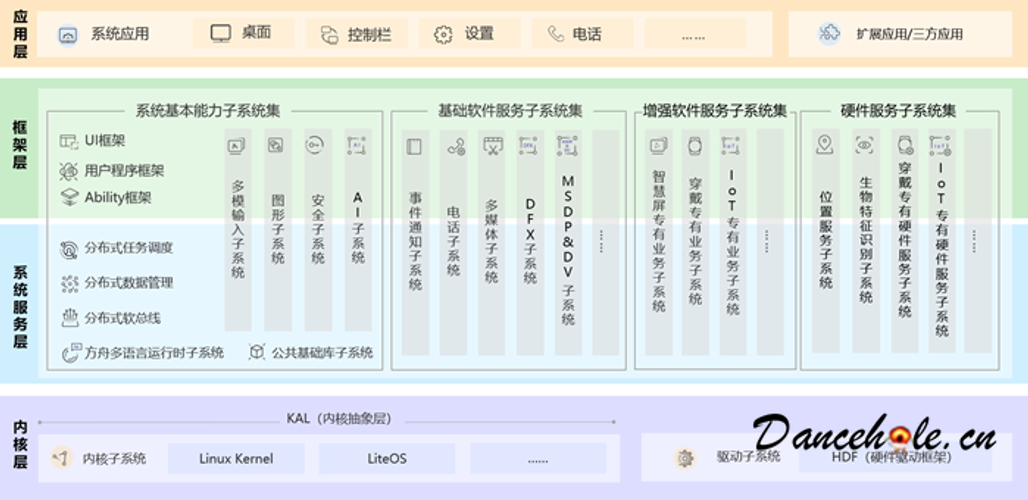 应用层
系统应用
桌面
控制栏
设置
电话
……
扩展应用/三方应用
框架层
系统服务层
系统基本能力子系统集
UI框架
用户程序框架
Ability框架
分布式任务调度
分布式数据管理
分布式软总线
方舟多语言运行时子系统
公共基础库子系统
多模输入子系统
图形子系统
安全子系统
AI子系统
基础软件服务子系统集
事件通知子系统
电话子系统
多媒体子系统
DFX子系统
MSDP&DV子系统
……
增强软件服务子系统集
智慧屏专有业务子系统
穿戴专有业务子系统
IoT专有业务子系统
……
硬件服务子系统集
位置服务子系统
生物特征识别子系统
穿戴专有硬件服务子系统
IoT专有硬件服务子系统
……
内核层
KAL（内核抽象层）
内核子系统
Linux Kernel
LiteOS
……
驱动子系统
HDF（硬件驱动框架）
Dancehole.cn